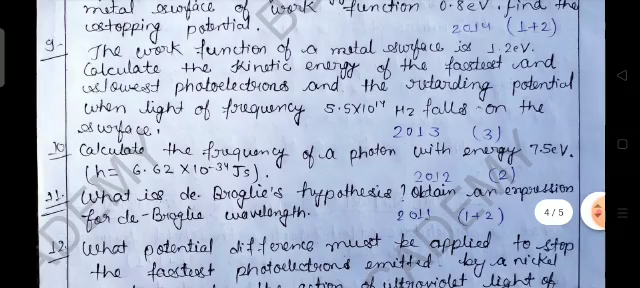 metal surface of work function 0.8eV. find the
stopping potential. 2014 (1+2)
9- The work function of a metal surface is 1.2eV.
Calculate the kinetic energy of the fastest and
slowest photoelectrons and the retarding potential
when light of frequency 5.5X10¹⁴ Hz falls on the
surface. 2013 (3)
10 Calculate the frequency of a photon with energy 7.5eV.
(h= 6.62 X10⁻³⁴Js). 2012 (2)
11. What is de-Broglie's hypothesis? Obtain an expression
for de-Broglie wavelength. 2011 (1+2)
4/5
12. What potential difference must be applied to stop
the fastest photoelectrons emitted by a nickel
the action of ultraviolet light of